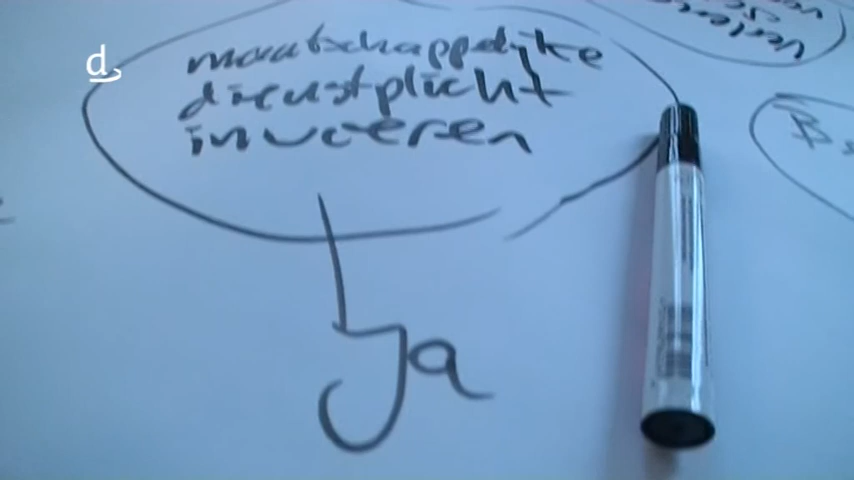 d
maatschappelijke
dienstplicht
invoeren
Ja